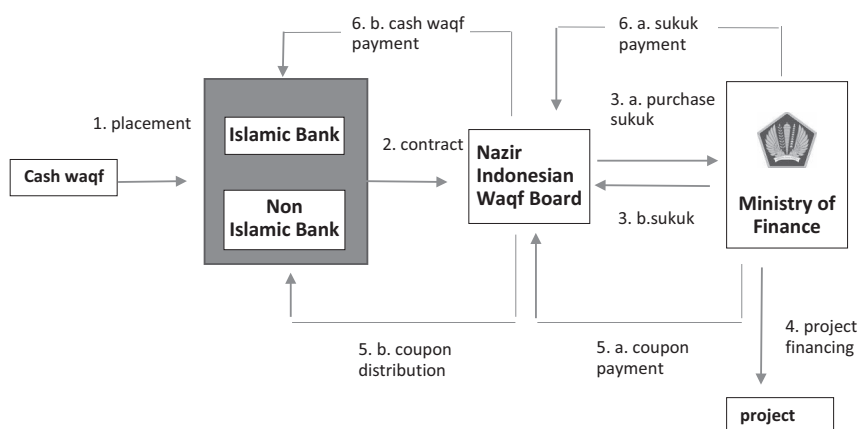 6. b. cash waqf
payment
6. a. sukuk
payment
1. placement
Islamic Bank
2. contract
3. a. purchase
sukuk
Cash waqf
Non
Islamic Bank
Nazir
Indonesian
Waqf Board
3. b.sukuk
Ministry of
Finance
5. b. coupon
distribution
5. a. coupon
payment
4. project
financing
project